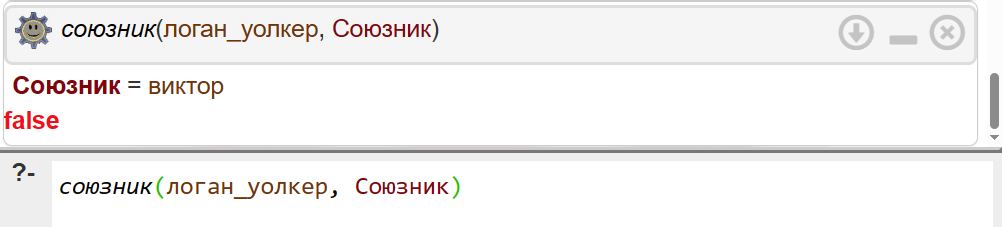 союзник(логан_уолкер, Союзник)
Союзник = виктор
false
?- союзник(логан_уолкер, Союзник)